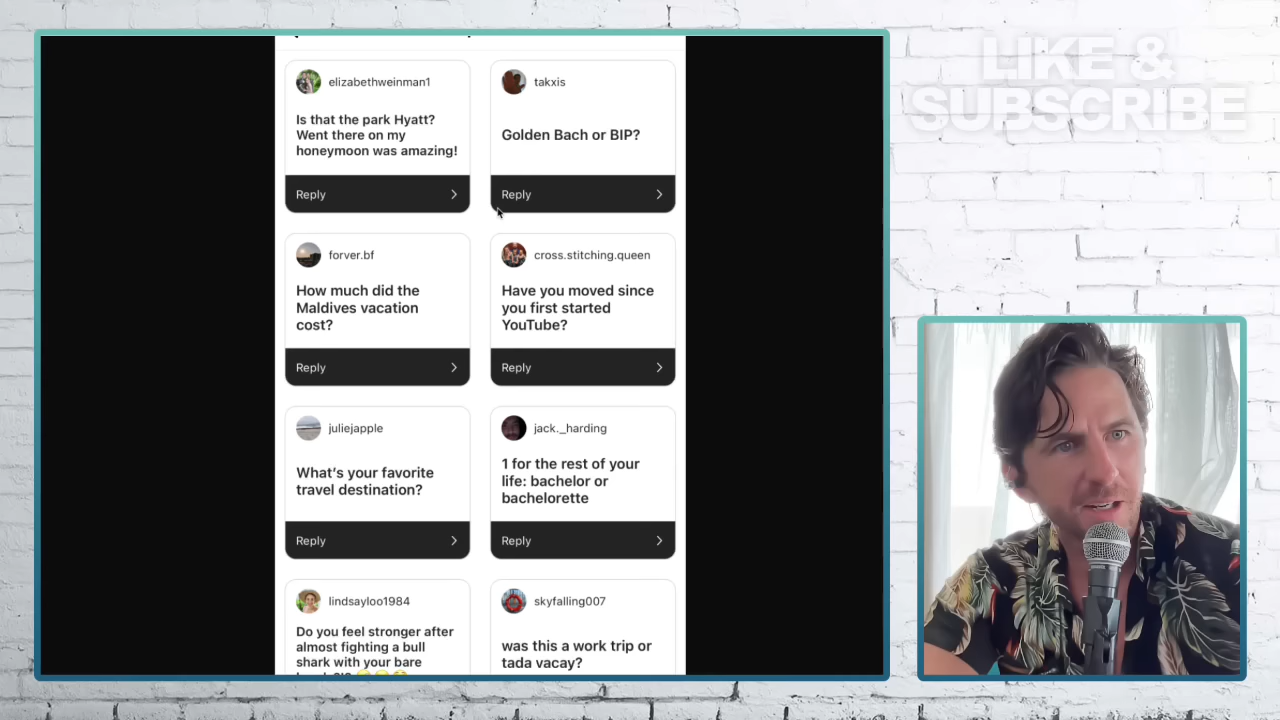 LIKE &
SUBSCRIBE
elizabethweinman1
Is that the park Hyatt?
Went there on my
honeymoon was amazing!
Reply
takxis
Golden Bach or BIP?
Reply
forver.bf
How much did the
Maldives vacation
cost?
Reply
cross.stitching.queen
Have you moved since
you first started
YouTube?
Reply
juliejapple
What's your favorite
travel destination?
Reply
jack._harding
1 for the rest of your
life: bachelor or
bachelorette
Reply
lindsayloo1984
Do you feel stronger after
almost fighting a bull
shark with your bare
skyfalling007
was this a work trip or
tada vacay?